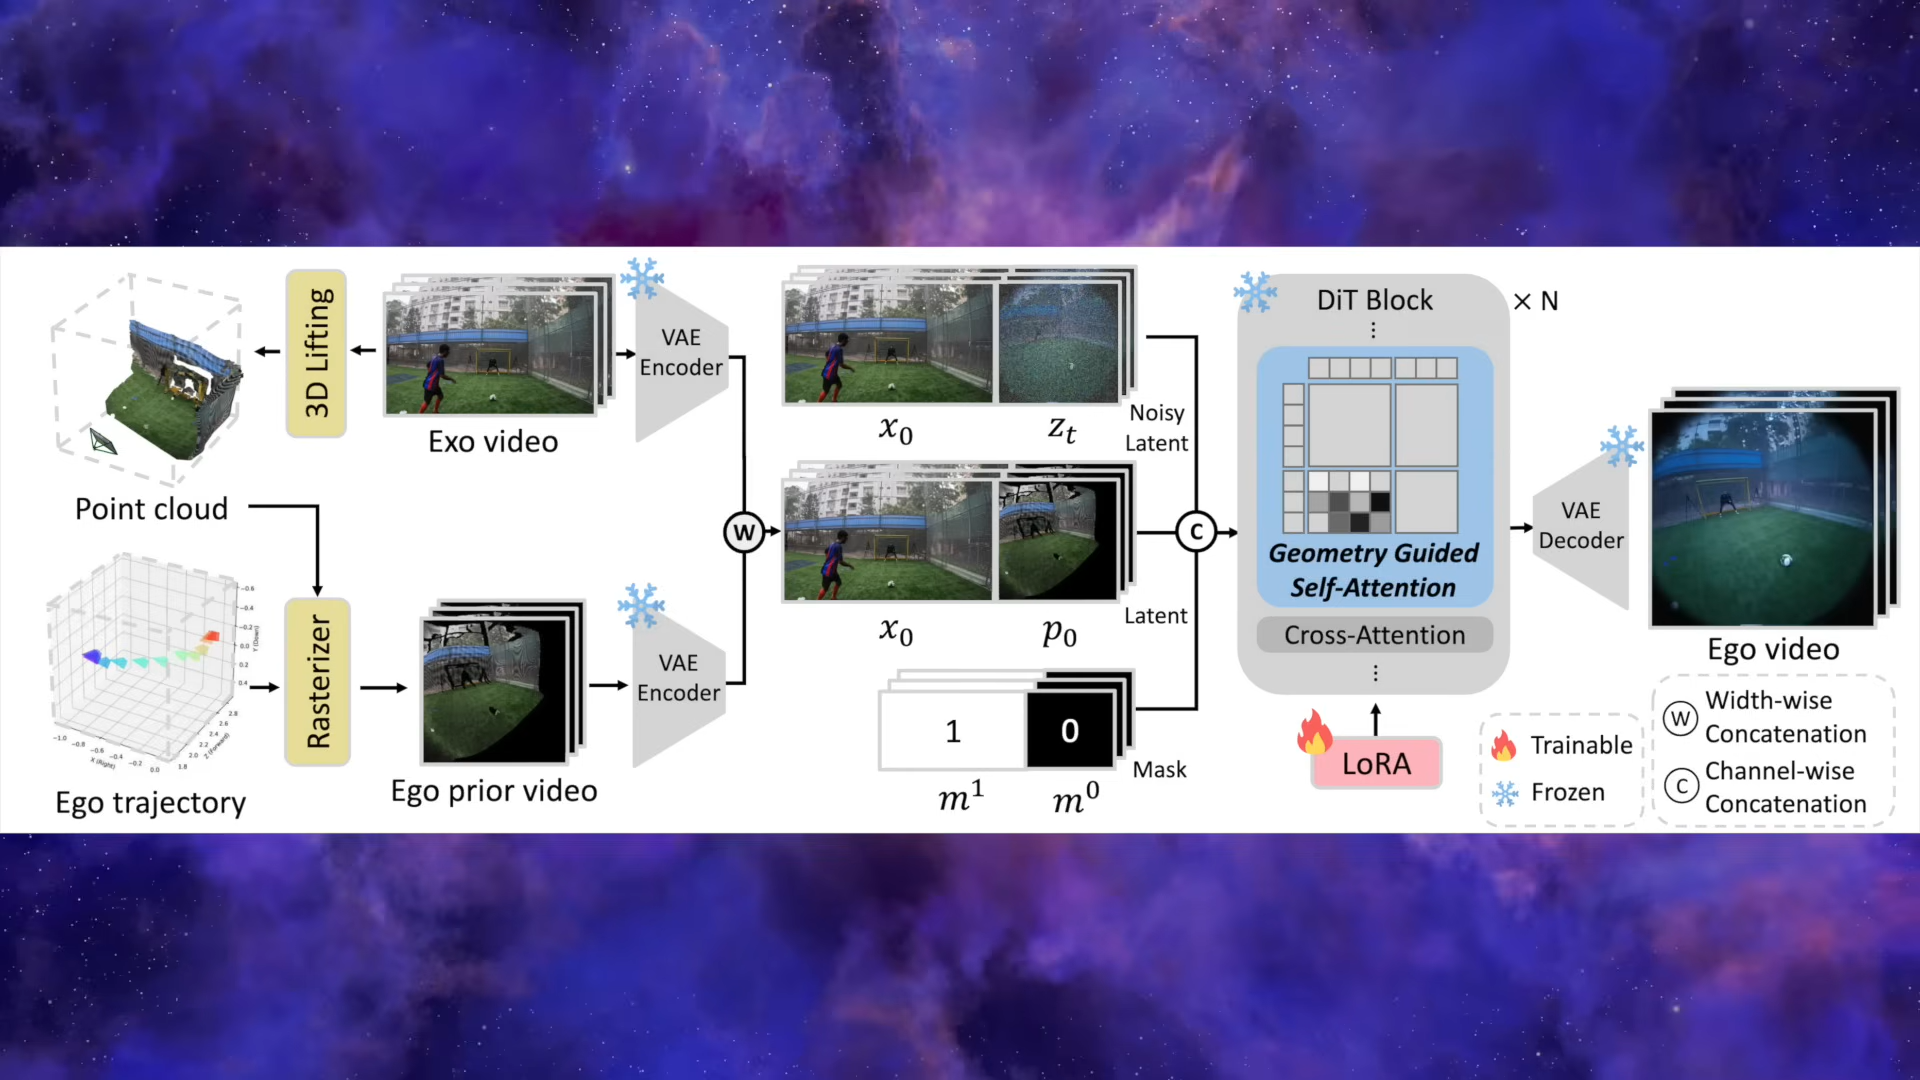 3D Lifting
Exo video
VAE
Encoder
Point cloud
Ego trajectory
Rasterizer
Ego prior video
VAE
Encoder
W
x₀
zₜ
Noisy
Latent
x₀
p₀
Latent
1
0
m¹
m⁰
Mask
C
DiT Block
× N
Geometry Guided
Self-Attention
Cross-Attention
LoRA
VAE
Decoder
Ego video
Trainable
Frozen
W
Width-wise
Concatenation
C
Channel-wise
Concatenation